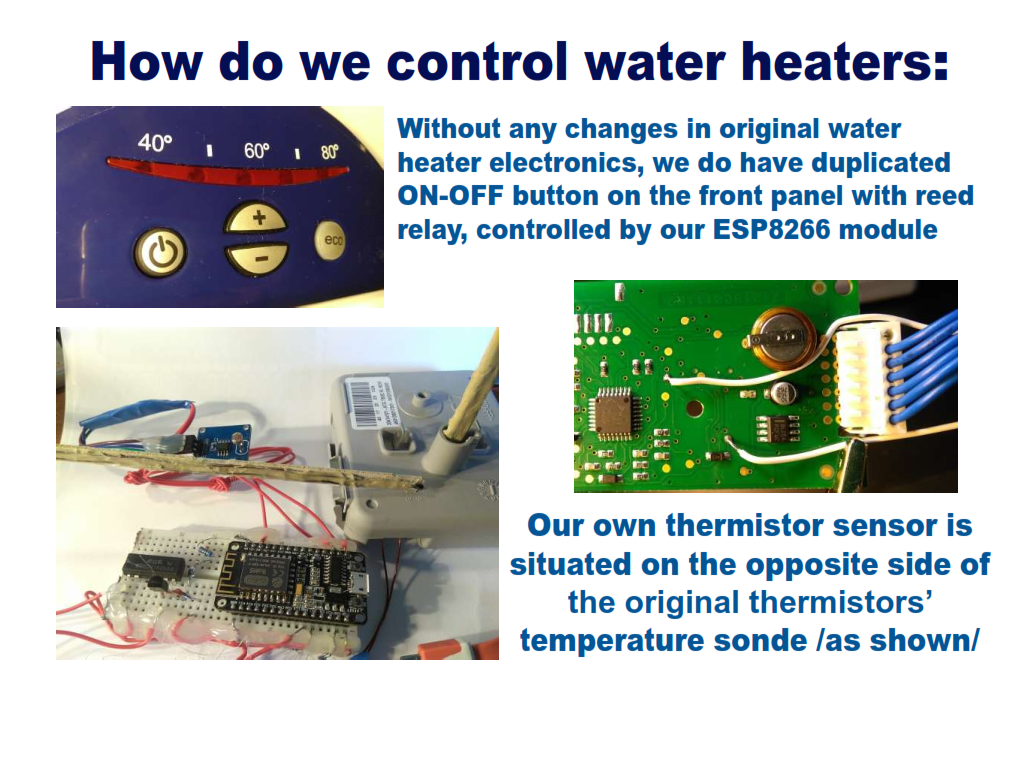 How do we control water heaters:
40° 60° 80°
+
eco
-
Without any changes in original water
heater electronics, we do have duplicated
ON-OFF button on the front panel with reed
relay, controlled by our ESP8266 module
Our own thermistor sensor is
situated on the opposite side of
the original thermistors’
temperature sonde /as shown/